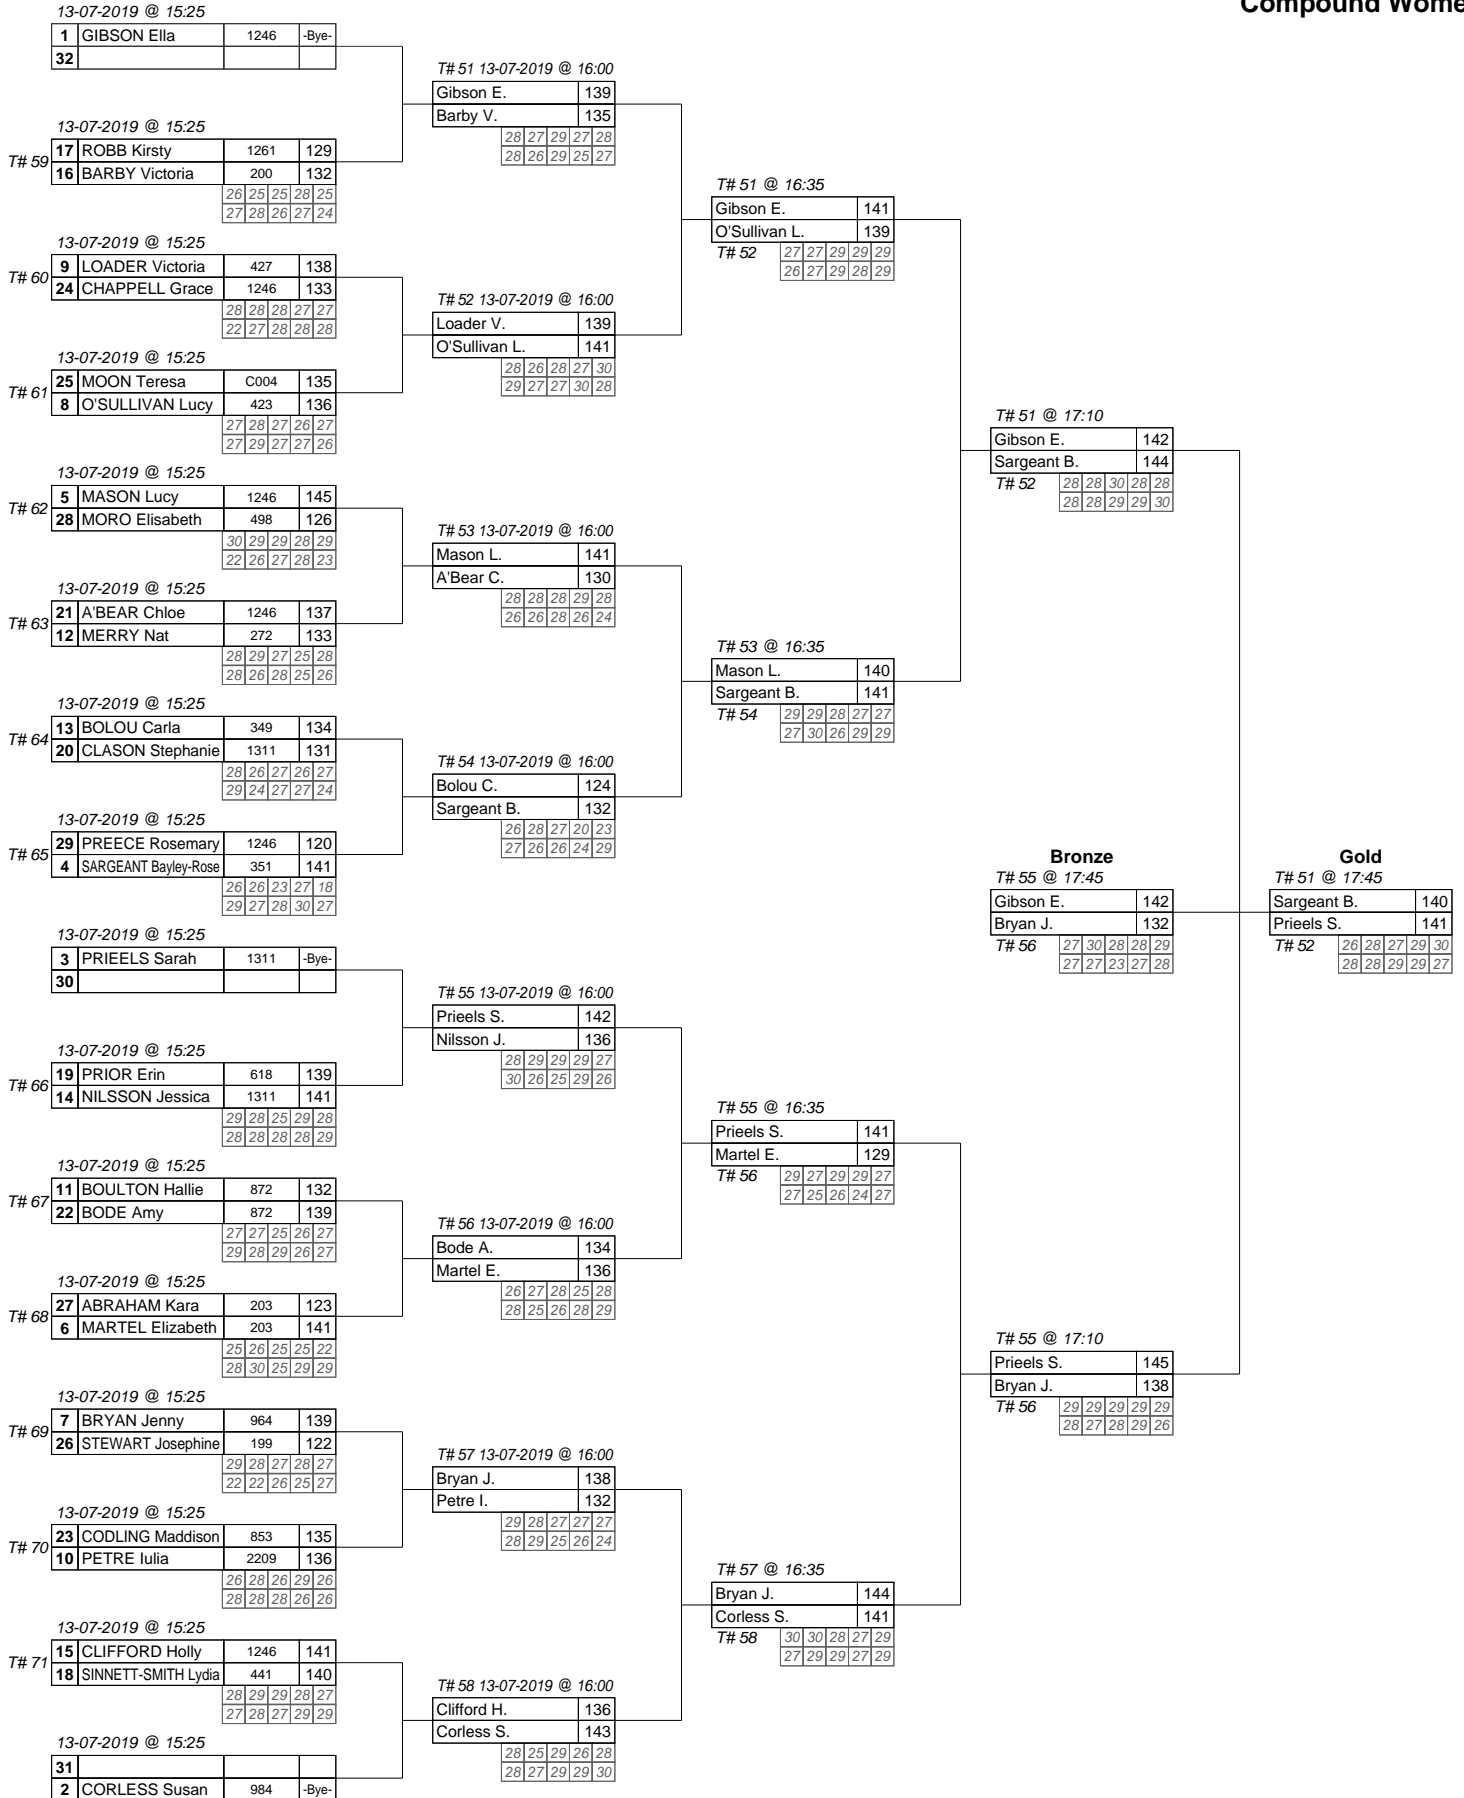 Compound Wome
13-07-2019 @ 15:25
1 GIBSON Ella 1246 -Bye-
32
13-07-2019 @ 15:25
T# 59
17 ROBB Kirsty 1261 129
16 BARBY Victoria 200 132
26 25 25 28 25
27 28 26 27 24
13-07-2019 @ 15:25
T# 60
9 LOADER Victoria 427 138
24 CHAPPELL Grace 1246 133
28 28 28 27 27
22 27 28 28 28
13-07-2019 @ 15:25
T# 61
25 MOON Teresa C004 135
8 O'SULLIVAN Lucy 423 136
27 28 27 26 27
27 29 27 27 26
13-07-2019 @ 15:25
T# 62
5 MASON Lucy 1246 145
28 MORO Elisabeth 498 126
30 29 29 28 29
22 26 27 28 23
13-07-2019 @ 15:25
T# 63
21 A'BEAR Chloe 1246 137
12 MERRY Nat 272 133
28 29 27 25 28
28 26 28 25 26
13-07-2019 @ 15:25
T# 64
13 BOLOU Carla 349 134
20 CLASON Stephanie 1311 131
28 26 27 26 27
29 24 27 27 24
13-07-2019 @ 15:25
T# 65
29 PREECE Rosemary 1246 120
4 SARGEANT Bayley-Rose 351 141
26 26 23 27 18
29 27 28 30 27
13-07-2019 @ 15:25
3 PRIEELS Sarah 1311 -Bye-
30
13-07-2019 @ 15:25
T# 66
19 PRIOR Erin 618 139
14 NILSSON Jessica 1311 141
29 28 25 29 28
28 28 28 28 29
13-07-2019 @ 15:25
T# 67
11 BOULTON Hallie 872 132
22 BODE Amy 872 139
27 27 25 26 27
29 28 29 26 27
13-07-2019 @ 15:25
T# 68
27 ABRAHAM Kara 203 123
6 MARTEL Elizabeth 203 141
25 26 25 25 22
28 30 25 29 29
13-07-2019 @ 15:25
T# 69
7 BRYAN Jenny 964 139
26 STEWART Josephine 199 122
29 28 27 28 27
22 22 26 25 27
13-07-2019 @ 15:25
T# 70
23 CODLING Maddison 853 135
10 PETRE Iulia 2209 136
26 28 26 29 26
28 28 28 26 26
13-07-2019 @ 15:25
T# 71
15 CLIFFORD Holly 1246 141
18 SINNETT-SMITH Lydia 441 140
28 29 29 28 27
27 28 27 29 29
13-07-2019 @ 15:25
31
2 CORLESS Susan 984 -Bye-
T# 51 13-07-2019 @ 16:00
Gibson E. 139
Barby V. 135
28 27 29 27 28
28 26 29 25 27
T# 52 13-07-2019 @ 16:00
Loader V. 139
O'Sullivan L. 141
28 26 28 27 30
29 27 27 30 28
T# 53 13-07-2019 @ 16:00
Mason L. 141
A'Bear C. 130
28 28 28 29 28
26 26 28 26 24
T# 54 13-07-2019 @ 16:00
Bolou C. 124
Sargeant B. 132
26 28 27 20 23
27 26 26 24 29
T# 55 13-07-2019 @ 16:00
Prieels S. 142
Nilsson J. 136
28 29 29 29 27
30 26 25 29 26
T# 56 13-07-2019 @ 16:00
Bode A. 134
Martel E. 136
26 27 28 25 28
28 25 26 28 29
T# 57 13-07-2019 @ 16:00
Bryan J. 138
Petre I. 132
29 28 27 27 27
28 29 25 26 24
T# 58 13-07-2019 @ 16:00
Clifford H. 136
Corless S. 143
28 25 29 26 28
28 27 29 29 30
T# 51 @ 16:35
Gibson E. 141
O'Sullivan L. 139
T# 52 27 27 29 29 29
26 27 29 28 29
T# 53 @ 16:35
Mason L. 140
Sargeant B. 141
T# 54 29 29 28 27 27
27 30 26 29 29
T# 55 @ 16:35
Prieels S. 141
Martel E. 129
T# 56 29 27 29 29 27
27 25 26 24 27
T# 57 @ 16:35
Bryan J. 144
Corless S. 141
T# 58 30 30 28 27 29
27 29 29 27 29
T# 51 @ 17:10
Gibson E. 142
Sargeant B. 144
T# 52 28 28 30 28 28
28 28 29 29 30
T# 55 @ 17:10
Prieels S. 145
Bryan J. 138
T# 56 29 29 29 29 29
28 27 28 29 26
Bronze
T# 55 @ 17:45
Gibson E. 142
Bryan J. 132
T# 56 27 30 28 28 29
27 27 23 27 28
Gold
T# 51 @ 17:45
Sargeant B. 140
Prieels S. 141
T# 52 26 28 27 29 30
28 28 29 29 27